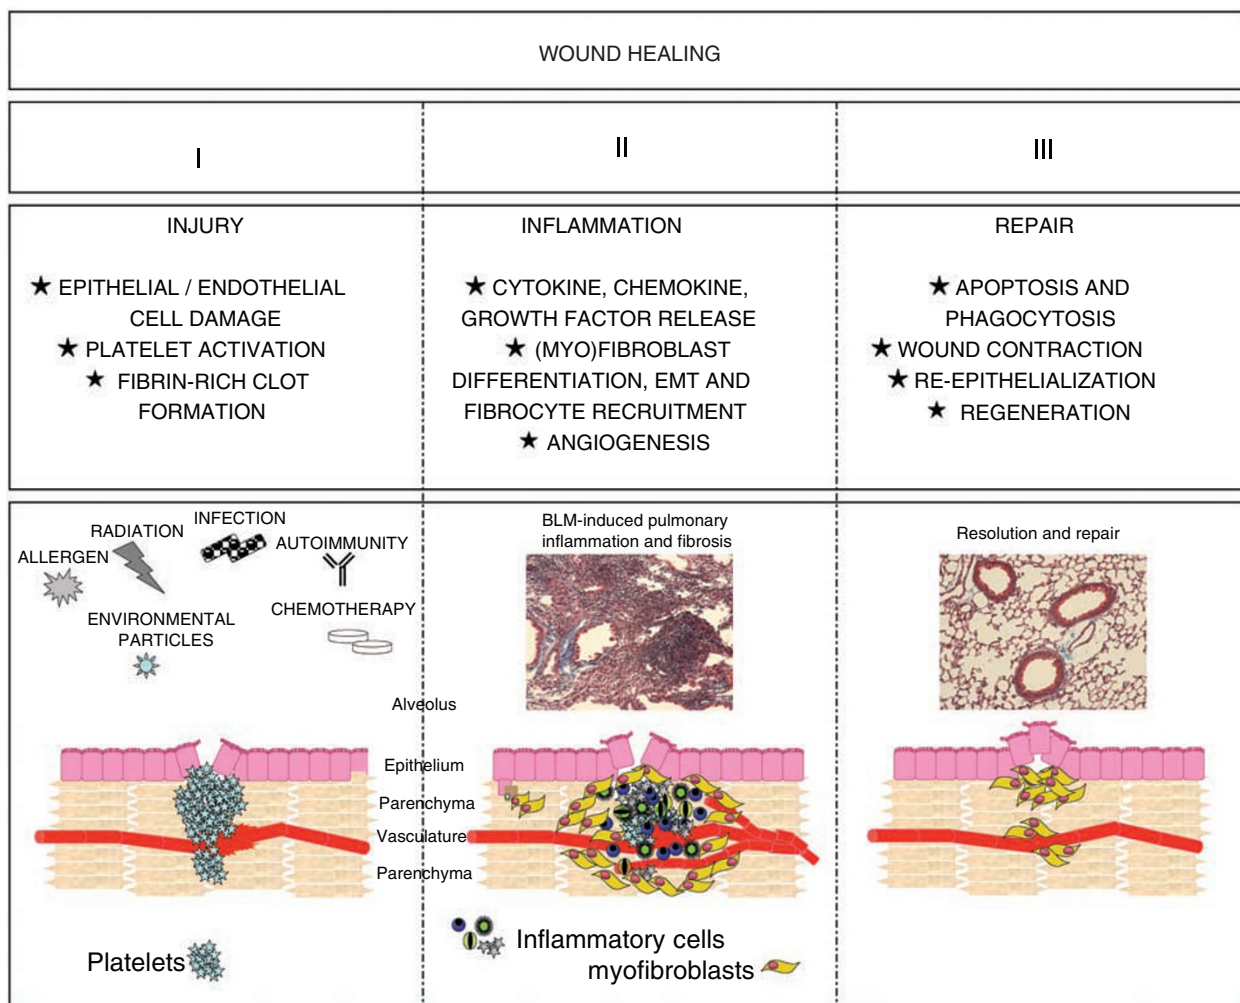 WOUND HEALING
I
II
III
INJURY
★ EPITHELIAL / ENDOTHELIAL
CELL DAMAGE
★ PLATELET ACTIVATION
★ FIBRIN-RICH CLOT
FORMATION
INFLAMMATION
★ CYTOKINE, CHEMOKINE,
GROWTH FACTOR RELEASE
★ (MYO)FIBROBLAST
DIFFERENTIATION, EMT AND
FIBROCYTE RECRUITMENT
★ ANGIOGENESIS
REPAIR
★ APOPTOSIS AND
PHAGOCYTOSIS
★ WOUND CONTRACTION
★ RE-EPITHELIALIZATION
★ REGENERATION
ALLERGEN
RADIATION
INFECTION
AUTOIMMUNITY
ENVIRONMENTAL
PARTICLES
CHEMOTHERAPY
BLM-induced pulmonary
inflammation and fibrosis
Resolution and repair
Alveolus
Epithelium
Parenchyma
Vasculature
Parenchyma
Platelets
Inflammatory cells
myofibroblasts